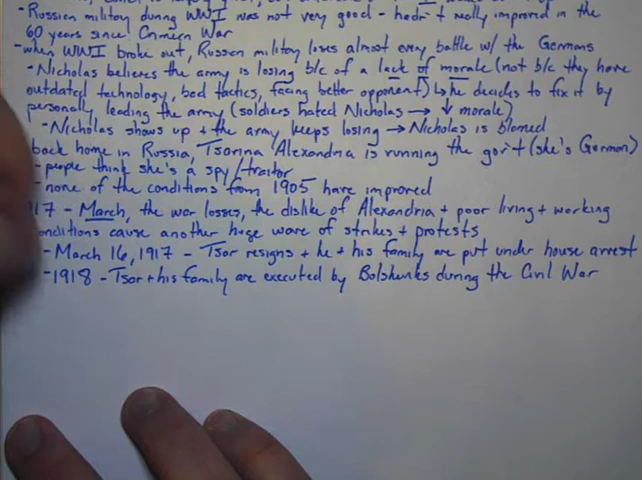 -Russian military during WWI was not very good - hadn't really improved in the
60 years since Crimean War
-when WWI broke out, Russian military loses almost every battle w/ the Germans
-Nicholas believes the army is losing b/c of a lack of morale (not b/c they have
outdated technology, bad tactics, facing better opponent) ↳he decides to fix it by
personally leading the army (soldiers hated Nicholas → ↓ morale)
-Nicholas shows up + the army keeps losing → Nicholas is blamed
back home in Russia, Tsarina Alexandria is running the gov't (she's German)
-people think she's a spy/traitor
-none of the conditions from 1905 have improved
17 - March, the war losses, the dislike of Alexandria + poor living + working
conditions cause another huge wave of strikes + protests
-March 16, 1917 - Tsar resigns + he + his family are put under house arrest
-1918 - Tsar + his family are executed by Bolsheviks during the Civil War